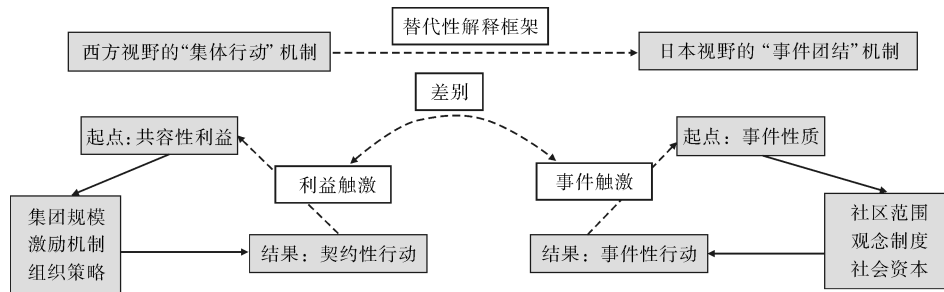 替代性解释框架
西方视野的“集体行动”机制
日本视野的“事件团结”机制
差别
起点:共容性利益
起点:事件性质
利益触激
事件触激
集团规模
激励机制
组织策略
社区范围
观念制度
社会资本
结果:契约性行动
结果:事件性行动